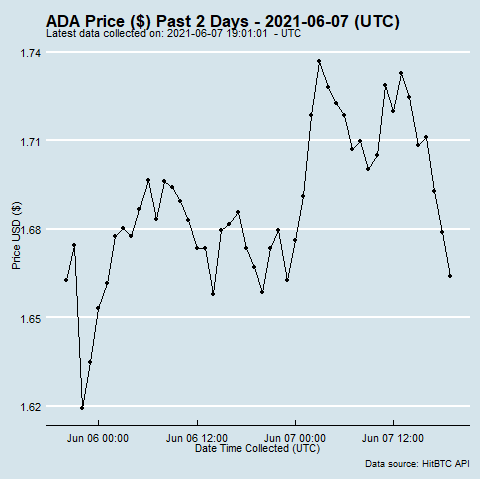 ADA Price ($) Past 2 Days - 2021-06-07 (UTC)
Latest data collected on: 2021-06-07 19:01:01 - UTC
1.74
1.71
1.68
1.65
1.62
Price USD ($)
Jun 06 00:00 Jun 06 12:00 Jun 07 00:00 Jun 07 12:00
Date Time Collected (UTC)
Data source: HitBTC API